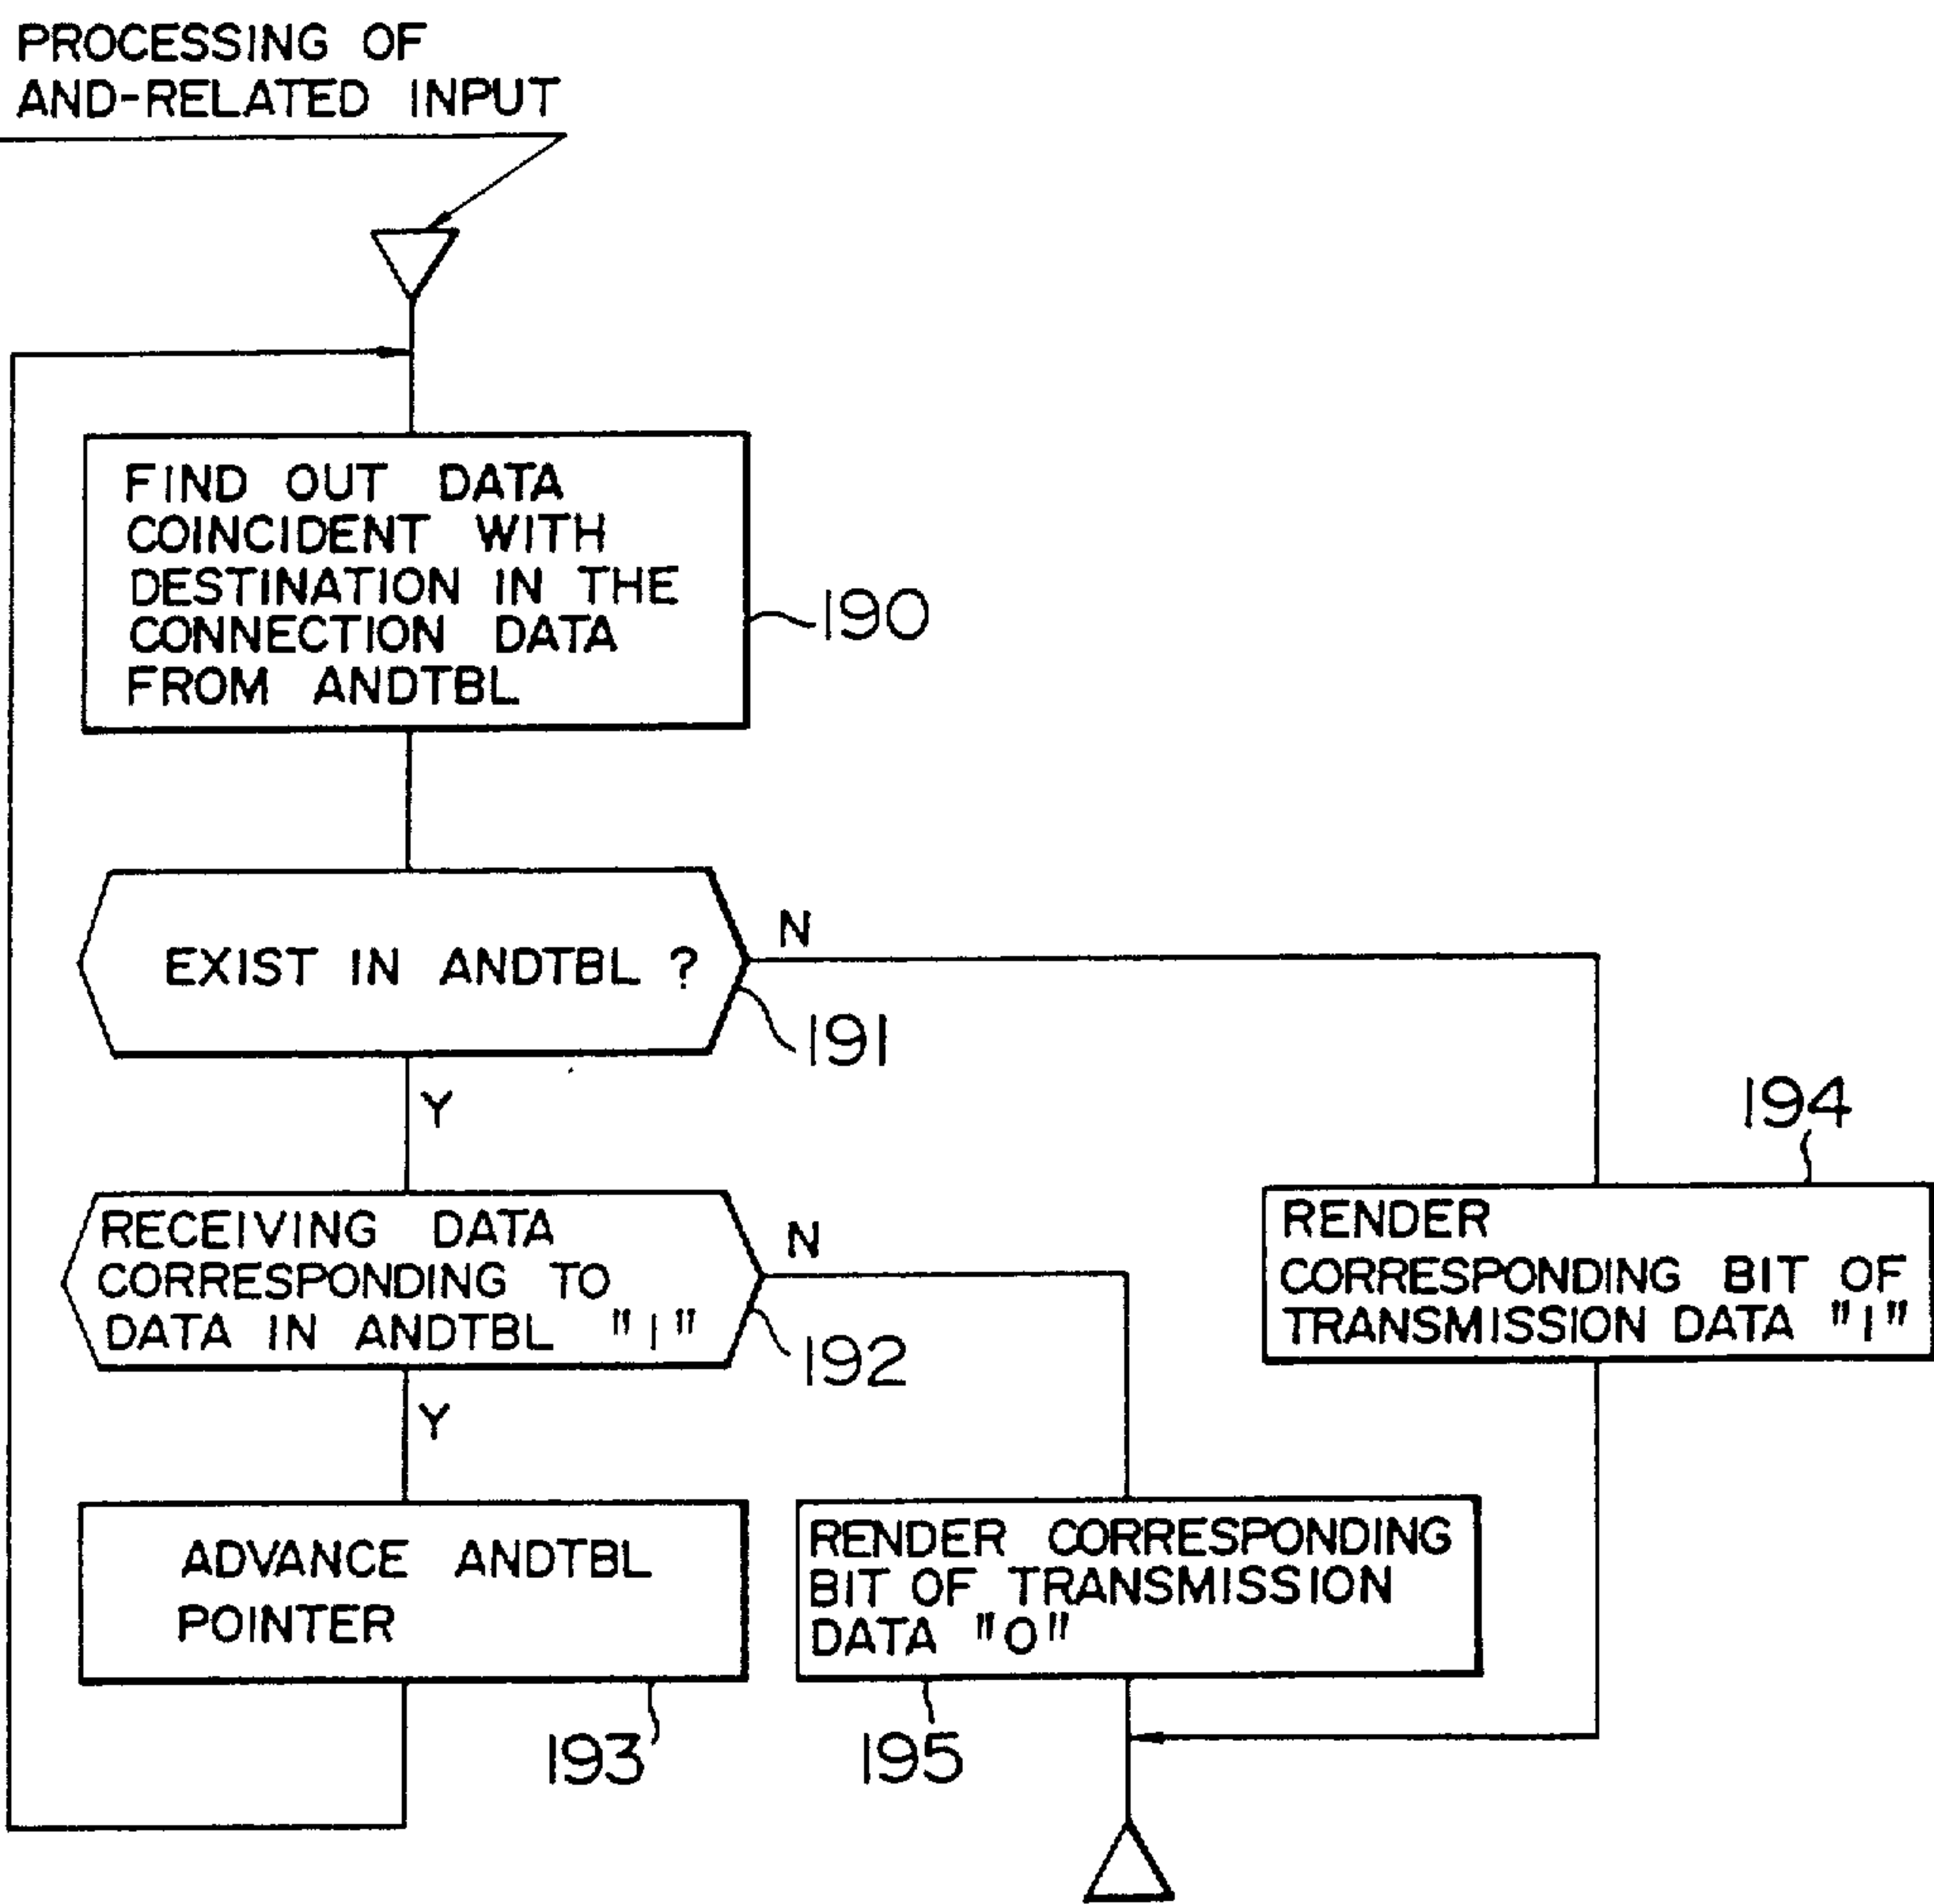 PROCESSING OF
AND-RELATED INPUT
FIND OUT DATA
COINCIDENT WITH
DESTINATION IN THE
CONNECTION DATA
FROM ANDTBL
190
EXIST IN ANDTBL ?
N
191
Y
RECEIVING DATA
CORRESPONDING TO
DATA IN ANDTBL "1"
N
192
194
RENDER
CORRESPONDING BIT OF
TRANSMISSION DATA "1"
Y
ADVANCE ANDTBL
POINTER
193
RENDER CORRESPONDING
BIT OF TRANSMISSION
DATA "0"
195